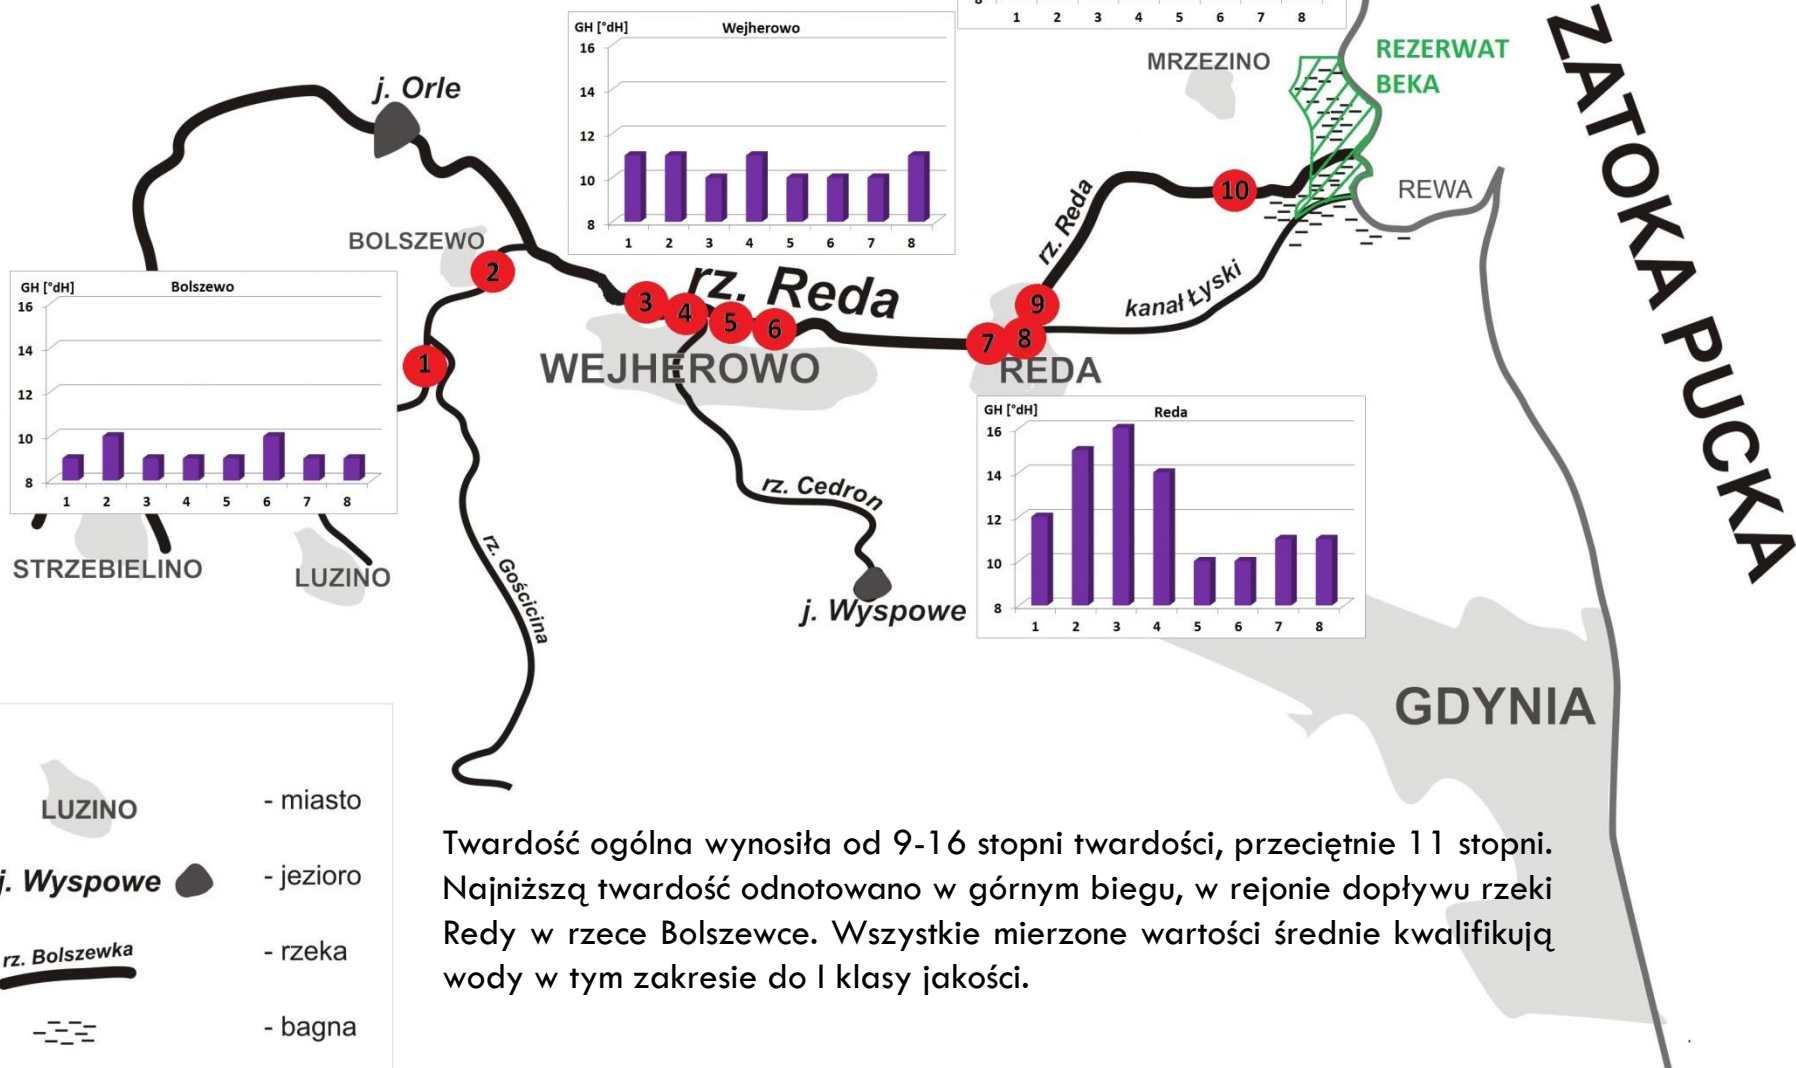 8
1 2 3 4 5 6 7 8
GH [°dH]
Wejherowo
16
14
12
10
8
1 2 3 4 5 6 7 8
MRZEZINO
REZERWAT
BEKA
ZATOKA PUCKA
j. Orle
BOLSZEWO
REWA
rz. Reda
10
2
rz. Reda
kanał Łyski
3
4
5
6
9
7
8
1
WEJHEROWO
REDA
GH [°dH]
Bolszewo
16
14
12
10
8
1 2 3 4 5 6 7 8
GH [°dH]
Reda
16
14
12
10
8
1 2 3 4 5 6 7 8
rz. Cedron
rz. Gościcina
STRZEBIELINO
LUZINO
j. Wyspowe
GDYNIA
LUZINO
- miasto
j. Wyspowe
- jezioro
rz. Bolszewka
- rzeka
- bagna
Twardość ogólna wynosiła od 9-16 stopni twardości, przeciętnie 11 stopni.
Najniższą twardość odnotowano w górnym biegu, w rejonie dopływu rzeki
Redy w rzece Bolszewce. Wszystkie mierzone wartości średnie kwalifikują
wody w tym zakresie do I klasy jakości.